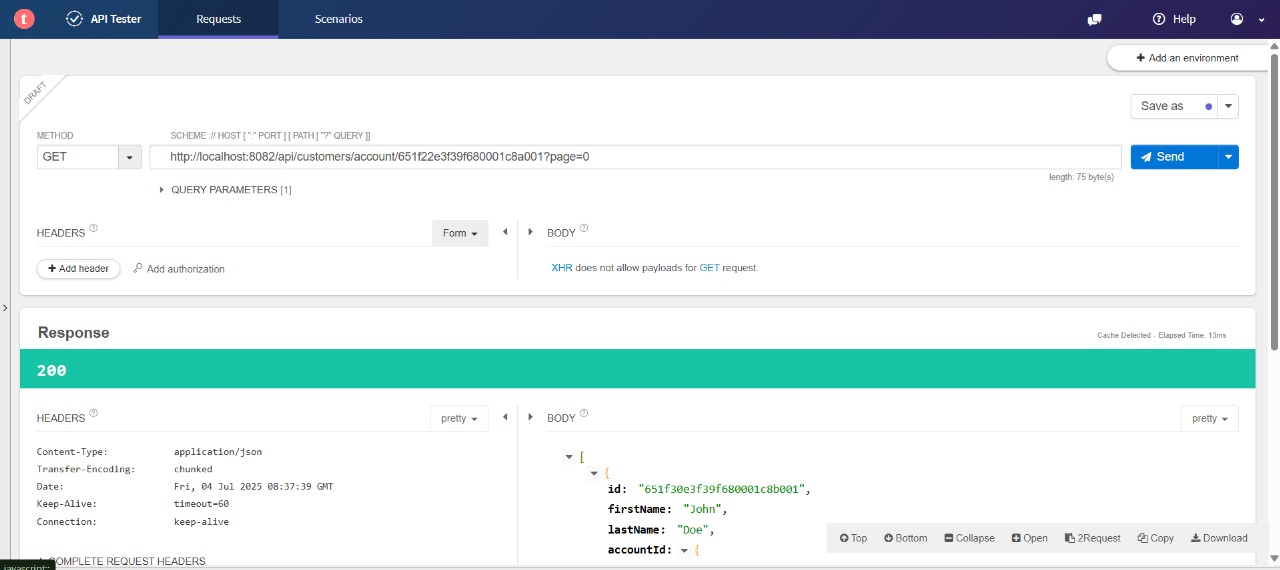 t API Tester Requests Scenarios Help
Add an environment
DRAFT
Save as
METHOD SCHEME :// HOST [ ":" PORT ] [ PATH [ "?" QUERY ]]
GET http://localhost:8082/api/customers/account/651f22e3f39f680001c8a001?page=0 Send
length: 75 byte(s)
QUERY PARAMETERS [1]
HEADERS ? Form BODY ?
Add header Add authorization XHR does not allow payloads for GET request.
Response Cache Detected - Elapsed Time: 13ms
200
HEADERS ? pretty BODY ? pretty
Content-Type: application/json [
Transfer-Encoding: chunked {
Date: Fri, 04 Jul 2025 08:37:39 GMT id: "651f30e3f39f680001c8b001",
Keep-Alive: timeout=60 firstName: "John",
Connection: keep-alive lastName: "Doe",
accountId: {
Top Bottom Collapse Open 2Request Copy Download
COMPLETE REQUEST HEADERS
javascript:;